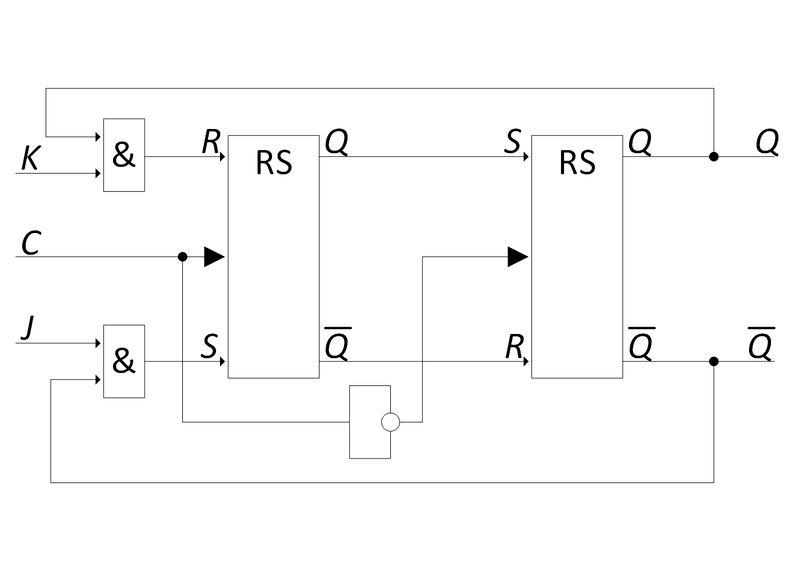 R Q S Q Q
K & RS RS
C
J & S Q̅ R Q̅ Q̅